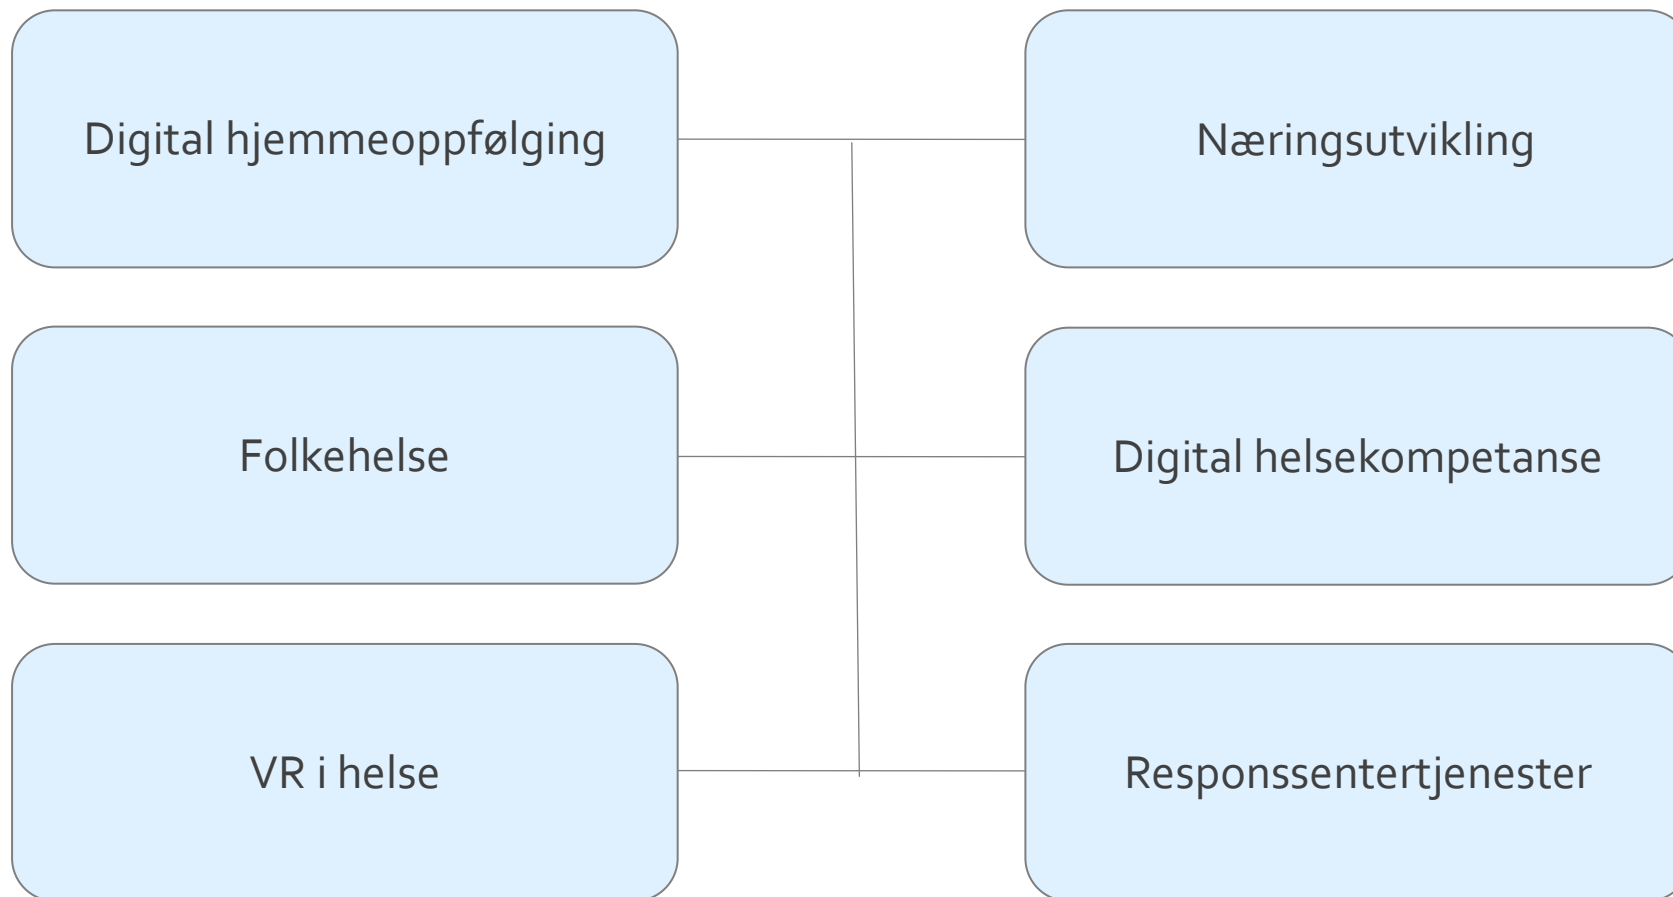 Digital hjemmeoppfølging
Næringsutvikling
Folkehelse
Digital helsekompetanse
VR i helse
Responssentertjenester